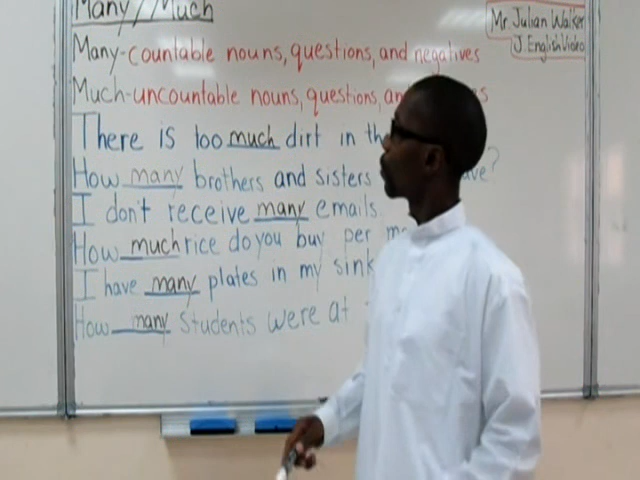 Many/Much
Mr. Julian Walker
J. EnglishVideo
Many-countable nouns, questions, and negatives
Much-uncountable nouns, questions, an s
There is too much dirt in th
How many brothers and sisters ave?
I don't receive many emails
How much rice do you buy per m
I have many plates in my sink
How many students were at